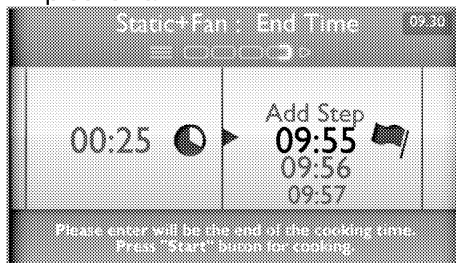 Static+Fan : End Time
09.30
Add Step
00:25
09:55
09:56
09:57
Please enter will be the end of the cooking time.
Press "Start" buton for cooking.